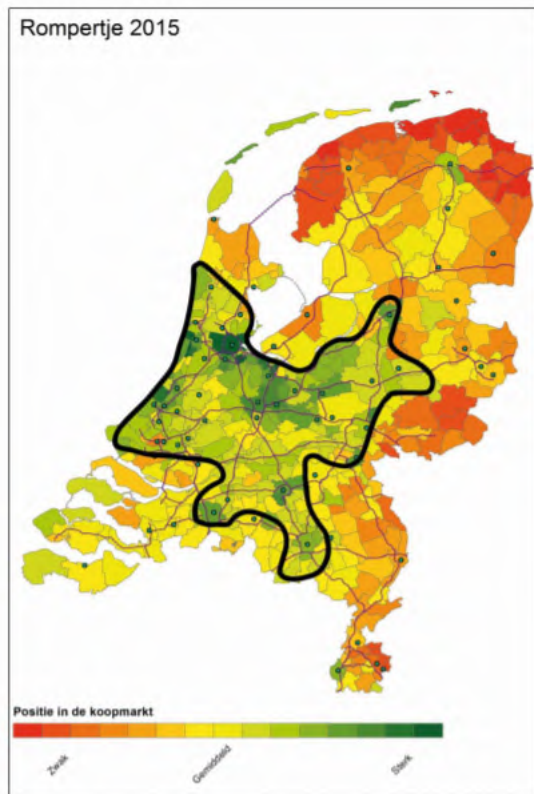 Rompertje 2015
Positie in de koopmarkt
Zwak
Gemiddeld
Sterk